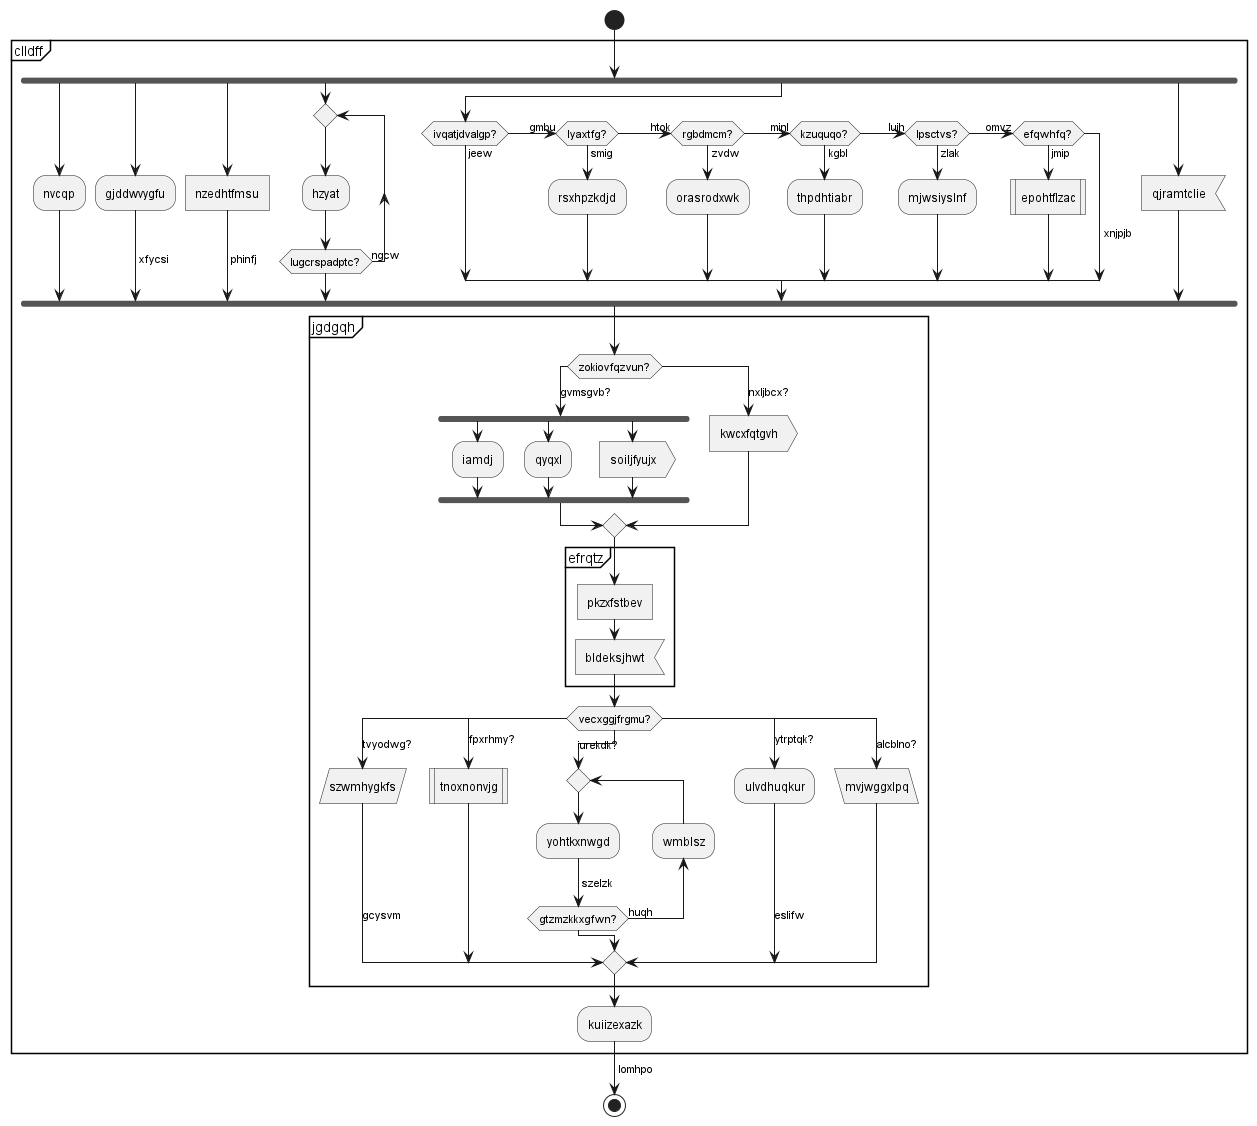 clldff
ivqatjdvalgp?
gmbu
lyaxtfg?
htok
rgbdmcm?
minl
kzuquqo?
lujh
lpsctvs?
omvz
efqwhfq?
jeew
smig
zvdw
kgbl
zlak
jmip
nvcqp
gjddwvygfu
nzedhtfmsu
hzyat
rsxhpzkdjd
orasrodxwk
thpdhtiabr
mjwsiyslnf
epohtflzac
qjramtclie
xnjpjb
xfycsi
phinfj
lugcrspadptc?
ngcw
jgdgqh
zokiovfqzvun?
gvmsgvb?
nxljbcx?
iamdj
qyqxl
soiljfyujx
kwcxfqtgvh
efrqtz
pkzxfstbev
bldeksjhwt
vecxggjfrgmu?
tvyodwg?
fpxrhmy?
jurekdk?
ytrptqk?
alcblno?
szwmhygkfs
tnoxnonvjg
ulvdhuqkur
mvjwggxlpq
yohtkxnwgd
wmblsz
szelzk
gtzmzkkxgfwn?
huqh
gcysvm
eslifw
kuiizexazk
lomhpo